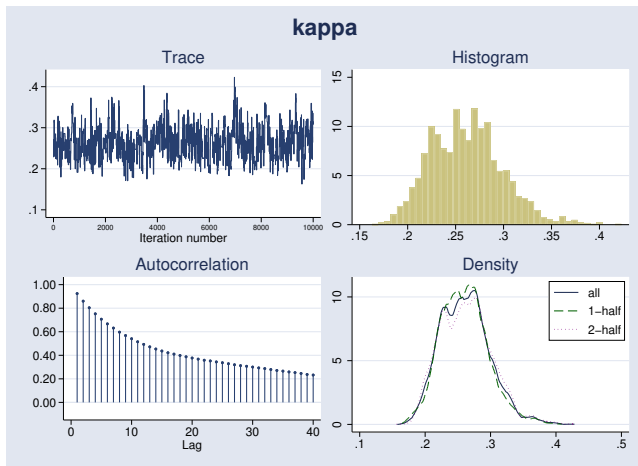 kappa
Trace
.4
.3
.2
.1
0 2000 4000 6000 8000 10000
Iteration number
Histogram
15
10
5
0
.15 .2 .25 .3 .35 .4
Autocorrelation
1.00
0.80
0.60
0.40
0.20
0.00
0 10 20 30 40
Lag
Density
10
5
0
.1 .2 .3 .4 .5
all
1-half
2-half